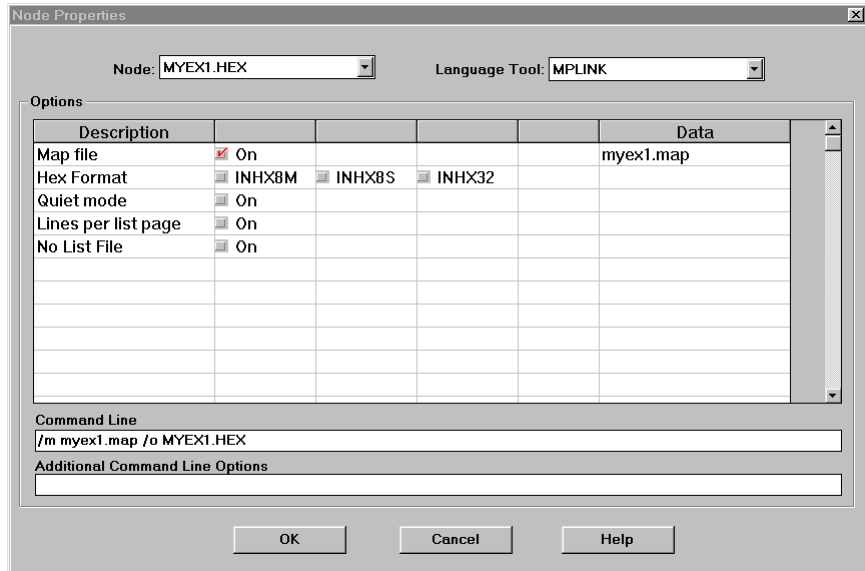 Node Properties
Node: MYEX1.HEX Language Tool: MPLINK
Options
Description Data
Map file On myex1.map
Hex Format INHX8M INHX8S INHX32
Quiet mode On
Lines per list page On
No List File On
Command Line
/m myex1.map /o MYEX1.HEX
Additional Command Line Options
OK Cancel Help